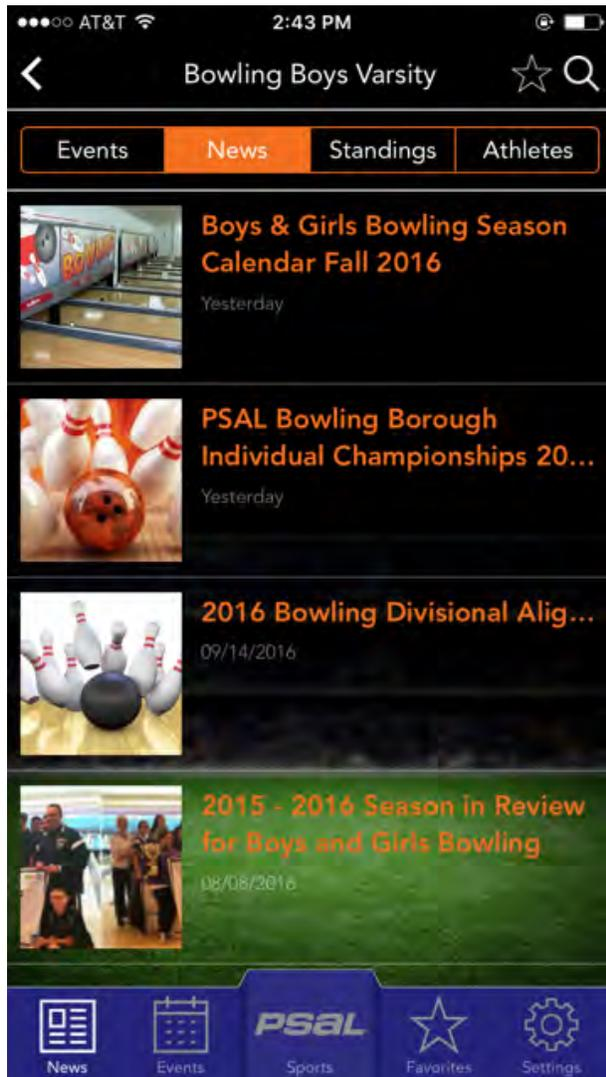 AT&T 2:43 PM
Bowling Boys Varsity
Events News Standings Athletes
BOWLING
Boys & Girls Bowling Season
Calendar Fall 2016
Yesterday
PSAL Bowling Borough
Individual Championships 20...
Yesterday
2016 Bowling Divisional Alig...
09/14/2016
2015 - 2016 Season in Review
for Boys and Girls Bowling
08/08/2016
PSAL
News Events Sports Favorites Settings